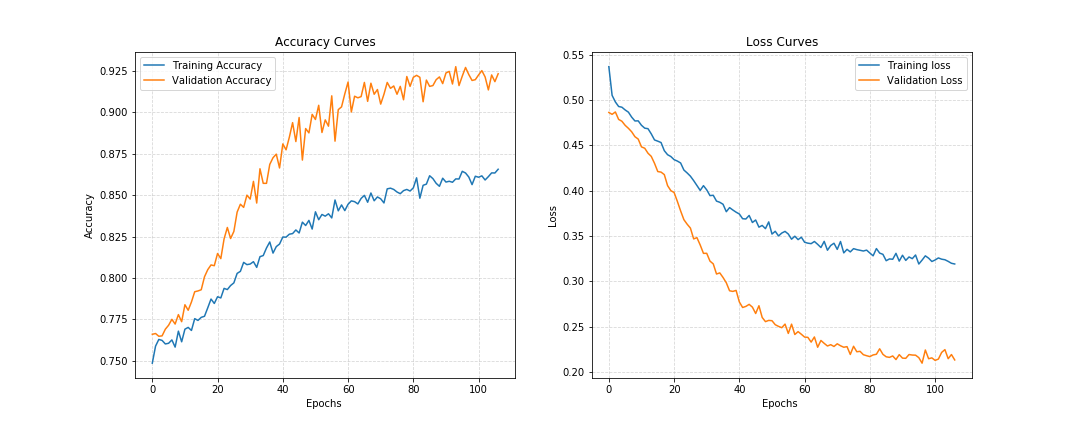 Accuracy Curves
Training Accuracy
Validation Accuracy
0.925
0.900
0.875
0.850
0.825
0.800
0.775
0.750
Accuracy
0 20 40 60 80 100
Epochs
Loss Curves
Training loss
Validation Loss
0.55
0.50
0.45
0.40
0.35
0.30
0.25
0.20
Loss
0 20 40 60 80 100
Epochs